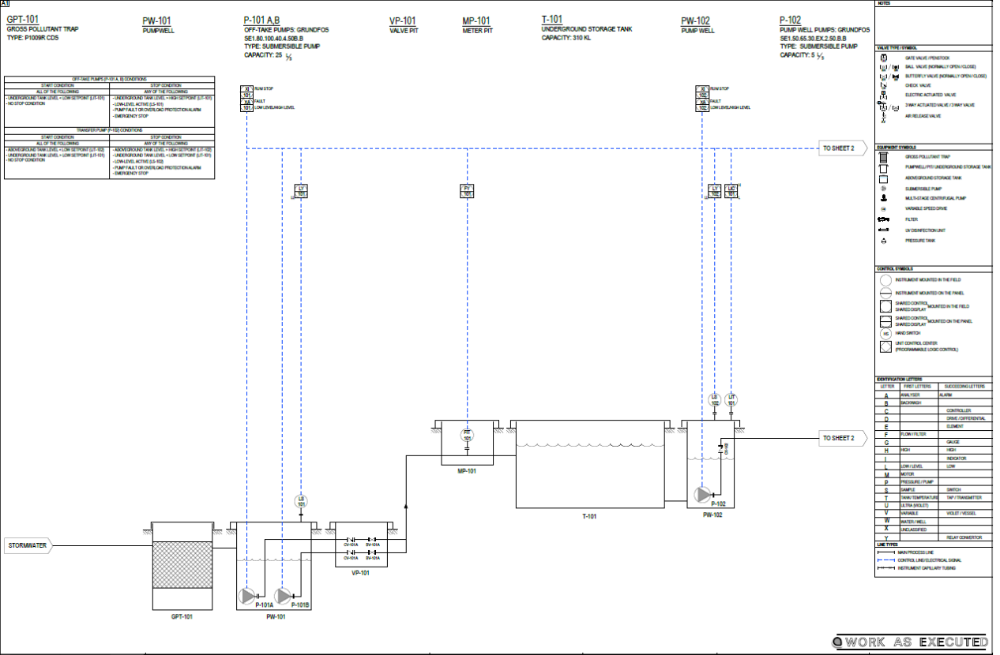 A1
GPT-101
GROSS POLLUTANT TRAP
TYPE: P1009R CDS
PW-101
PUMPWELL
P-101 A,B
OFF-TAKE PUMPS: GRUNDFOS
SE1.80.100.40.4.50B.B
TYPE: SUBMERSIBLE PUMP
CAPACITY: 25 L/S
VP-101
VALVE PIT
MP-101
METER PIT
T-101
UNDERGROUND STORAGE TANK
CAPACITY: 310 KL
PW-102
PUMP WELL
P-102
PUMP WELL PUMPS: GRUNDFOS
SE1.50.65.30.EX.2.50.B.B
TYPE: SUBMERSIBLE PUMP
CAPACITY: 5 L/S
OFF-TAKE PUMPS (P-101 A, B) CONDITIONS
START CONDITION STOP CONDITION
ALL OF THE FOLLOWING ANY OF THE FOLLOWING
- UNDERGROUND TANK LEVEL = LOW SETPOINT (LIT-101)
- NO STOP CONDITION
- UNDERGROUND TANK LEVEL = HIGH SETPOINT (LIT-101)
- LOW-LEVEL ACTIVE (LS-101)
- PUMP FAULT OR OVERLOAD PROTECTION ALARM
- EMERGENCY STOP
TRANSFER PUMP (P-102) CONDITIONS
START CONDITION STOP CONDITION
ALL OF THE FOLLOWING ANY OF THE FOLLOWING
- ABOVEGROUND TANK LEVEL = LOW SETPOINT (LIT-102)
- UNDERGROUND TANK LEVEL = HIGH SETPOINT (LIT-101)
- NO STOP CONDITION
- ABOVEGROUND TANK LEVEL = HIGH SETPOINT (LIT-102)
- UNDERGROUND TANK LEVEL = LOW SETPOINT (LIT-101)
- LOW-LEVEL ACTIVE (LS-102)
- PUMP FAULT OR OVERLOAD PROTECTION ALARM
- EMERGENCY STOP
XI 101 RUN/STOP
XA 101 FAULT
LOW LEVEL/HIGH LEVEL
XI 102 RUN/STOP
XA 102 FAULT
LOW LEVEL/HIGH LEVEL
TO SHEET 2
LY 101
FY 101
LY 102
LIC 101
LS 102
LIT 101
FIT 101
MP-101
T-101
CV-102
P-102
PW-102
TO SHEET 2
LS 101
STORMWATER
GPT-101
P-101A
P-101B
PW-101
CV-101A
BV-101A
CV-101A
BV-101A
VP-101
NOTES
VALVE TYPE / SYMBOL
GATE VALVE / PENSTOCK
BALL VALVE (NORMALLY OPEN / CLOSE)
BUTTERFLY VALVE (NORMALLY OPEN / CLOSE)
CHECK VALVE
ELECTRIC ACTUATED VALVE
3 WAY ACTUATED VALVE / 3 WAY VALVE
AIR RELEASE VALVE
EQUIPMENT SYMBOLS
GROSS POLLUTANT TRAP
PUMPWELL/PIT/ UNDERGROUND STORAGE TANK
ABOVEGROUND STORAGE TANK
SUBMERSIBLE PUMP
MULTI-STAGE CENTRIFUGAL PUMP
VARIABLE SPEED DRIVE
FILTER
UV DISINFECTION UNIT
PRESSURE TANK
CONTROL SYMBOLS
INSTRUMENT MOUNTED IN THE FIELD
INSTRUMENT MOUNTED ON THE PANEL
SHARED CONTROL
SHARED DISPLAY MOUNTED IN THE FIELD
SHARED CONTROL
SHARED DISPLAY MOUNTED ON THE PANEL
HS HAND SWITCH
UNIT CONTROL CENTER
(PROGRAMMABLE LOGIC CONTROL)
IDENTIFICATION LETTERS
LETTER FIRST LETTERS SUCCEEDING LETTERS
A ANALYSER ALARM
B BACKWASH
C CONTROLLER
D DRIVE / DIFFERENTIAL
E ELEMENT
F FLOW / FILTER
G GAUGE
H HIGH HIGH
I INDICATOR
L LOW / LEVEL LOW
M MOTOR
P PRESSURE / PUMP
S SAMPLE SWITCH
T TANK/ TEMPERATURE TAP / TRANSMITTER
U ULTRA (VIOLET)
V VARIABLE VIOLET / VESSEL
W WATER / WELL
X UNCLASSIFIED
Y RELAY CONVERTOR
LINE TYPES
MAIN PROCESS LINE
CONTROL LINE/ ELECTRICAL SIGNAL
INSTRUMENT CAPILLARY TUBING
WORK AS EXECUTED